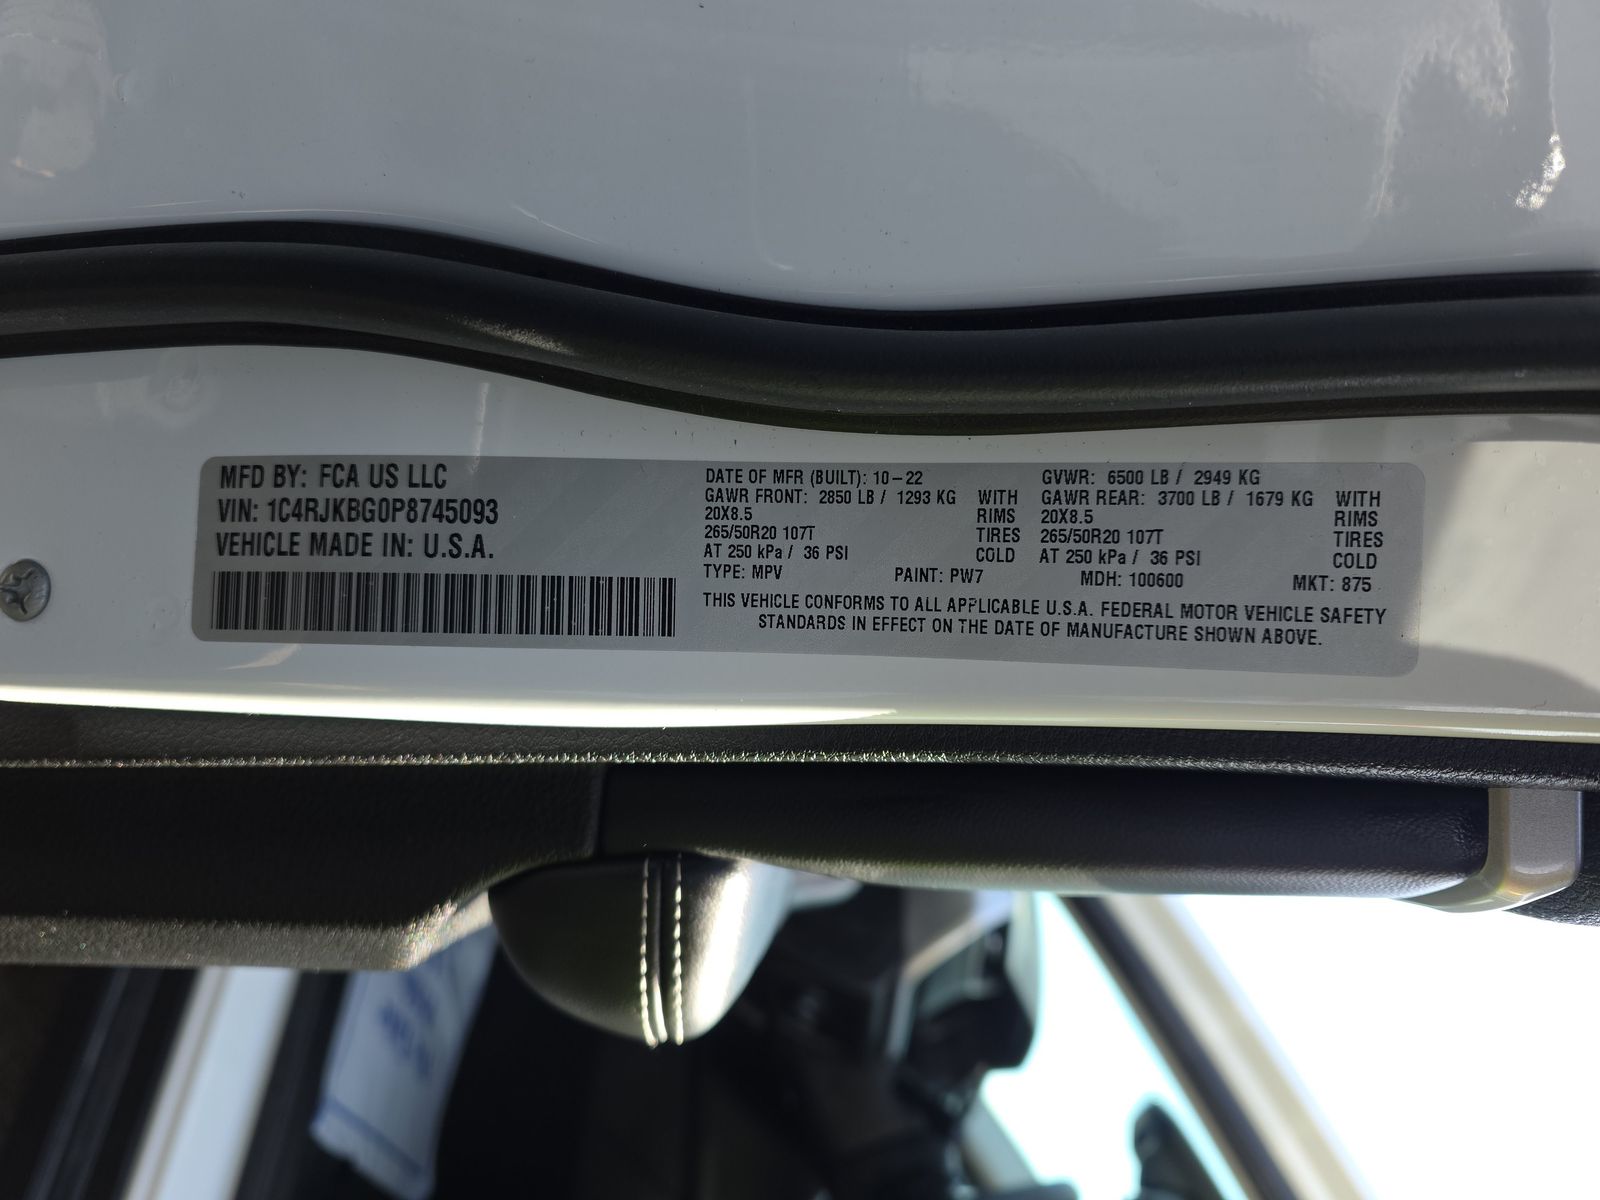 MFD BY: FCA US LLC
VIN: 1C4RJKBG0P8745093
VEHICLE MADE IN: U.S.A.
DATE OF MFR (BUILT): 10-22
GAWR FRONT: 2850 LB / 1293 KG WITH
20X8.5 RIMS
265/50R20 107T TIRES
AT 250 kPa / 36 PSI COLD
TYPE: MPV PAINT: PW7
GVWR: 6500 LB / 2949 KG
GAWR REAR: 3700 LB / 1679 KG WITH
20X8.5 RIMS
265/50R20 107T TIRES
AT 250 kPa / 36 PSI COLD
MDH: 100600 MKT: 875
THIS VEHICLE CONFORMS TO ALL APPLICABLE U.S.A. FEDERAL MOTOR VEHICLE SAFETY
STANDARDS IN EFFECT ON THE DATE OF MANUFACTURE SHOWN ABOVE.